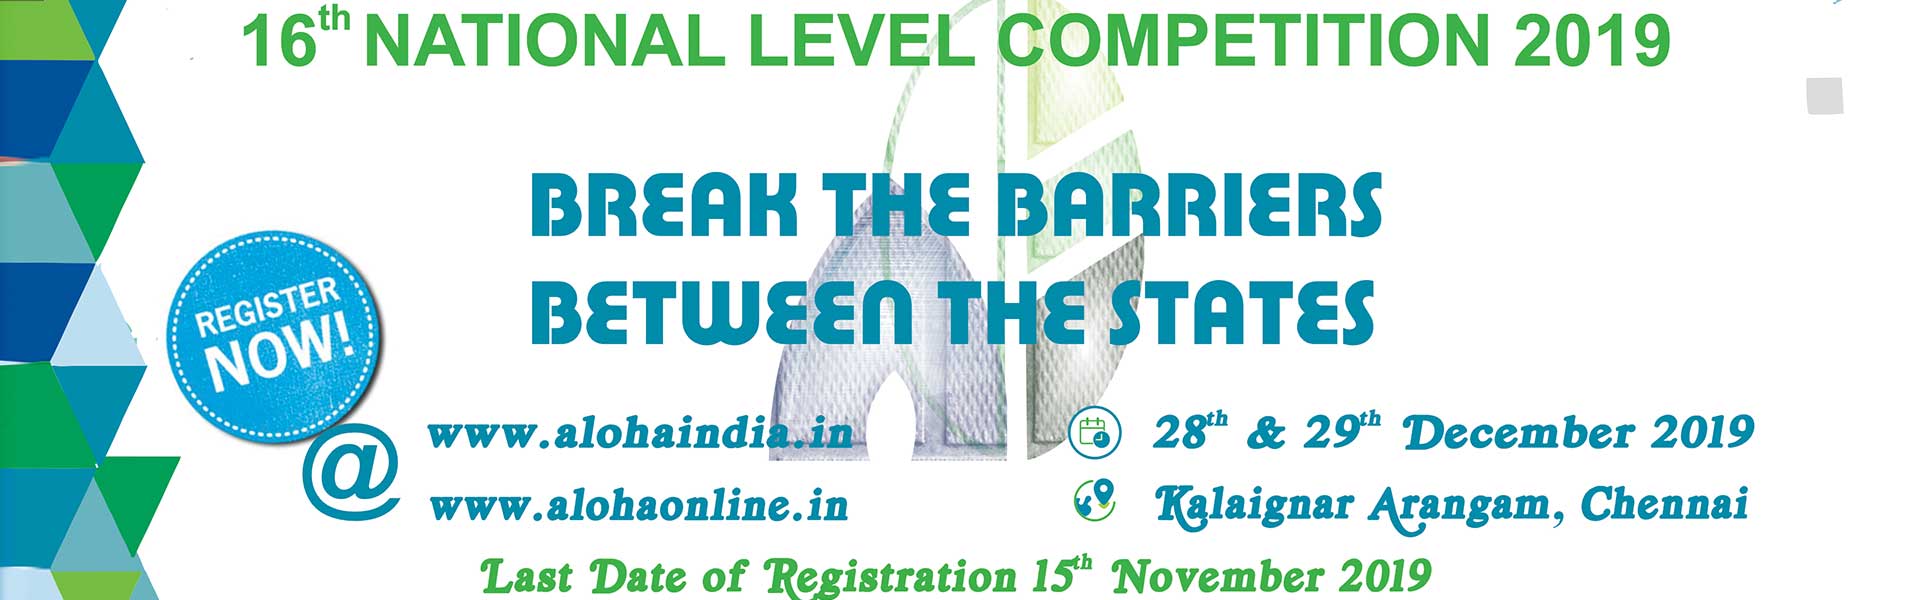 16th NATIONAL LEVEL COMPETITION 2019
BREAK THE BARRIERS
BETWEEN THE STATES
REGISTER
NOW!
@
www.alohaindia.in
www.alohaonline.in
28th & 29th December 2019
Kalaignar Arangam, Chennai
Last Date of Registration 15th November 2019